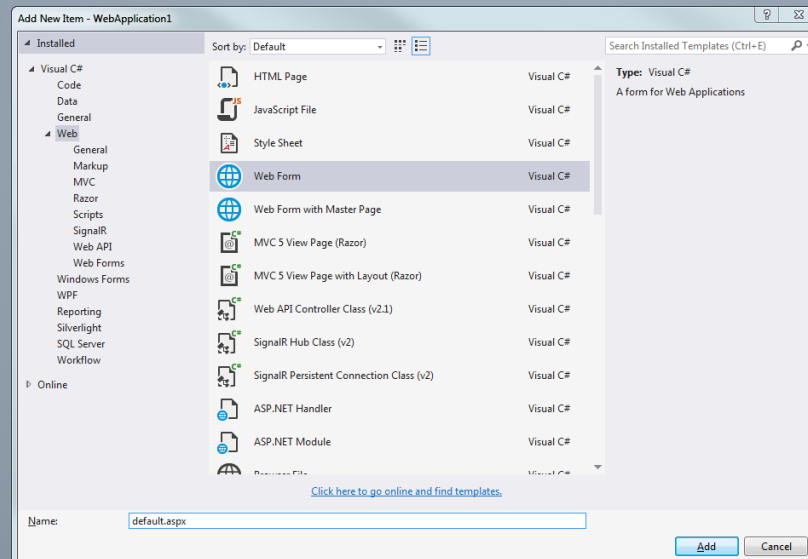 Add New Item - WebApplication1
Installed
Visual C#
Code
Data
General
Web
General
Markup
MVC
Razor
Scripts
SignalR
Web API
Web Forms
Windows Forms
WPF
Reporting
Silverlight
SQL Server
Workflow
Online
Sort by: Default
HTML Page Visual C#
JS JavaScript File Visual C#
A Style Sheet Visual C#
Web Form Visual C#
Web Form with Master Page Visual C#
C# @ MVC 5 View Page (Razor) Visual C#
C# @ MVC 5 View Page with Layout (Razor) Visual C#
C# Web API Controller Class (v2.1) Visual C#
C# SignalR Hub Class (v2) Visual C#
C# SignalR Persistent Connection Class (v2) Visual C#
ASP.NET Handler Visual C#
ASP.NET Module Visual C#
Browser File Visual C#
Click here to go online and find templates.
Search Installed Templates (Ctrl+E)
Type: Visual C#
A form for Web Applications
Name: default.aspx
Add Cancel